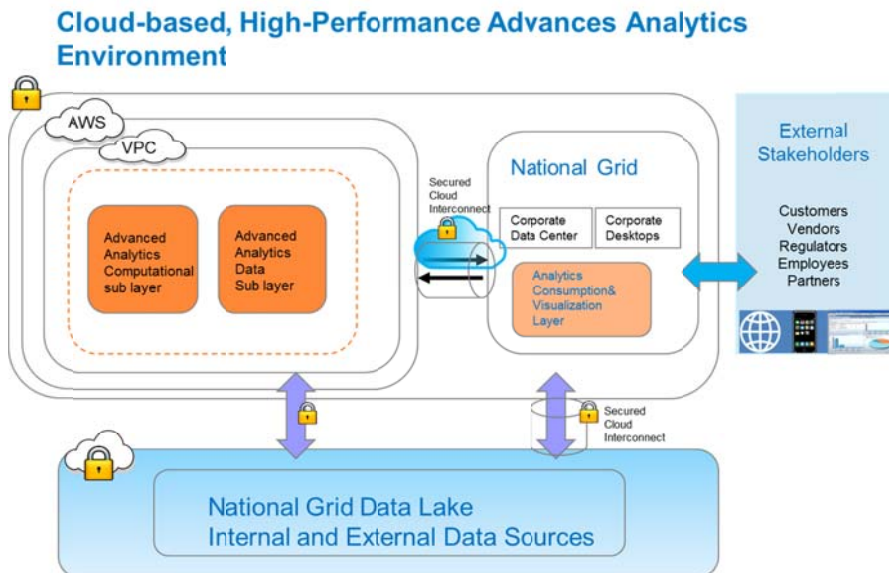 Cloud-based, High-Performance Advances Analytics
Environment
AWS
VPC
Advanced
Analytics
Computational
sub layer
Advanced
Analytics
Data
Sub layer
Secured
Cloud
Interconnect
National Grid
Corporate
Data Center
Corporate
Desktops
Analytics
Consumption&
Visualization
Layer
External
Stakeholders
Customers
Vendors
Regulators
Employees
Partners
Secured
Cloud
Interconnect
National Grid Data Lake
Internal and External Data Sources